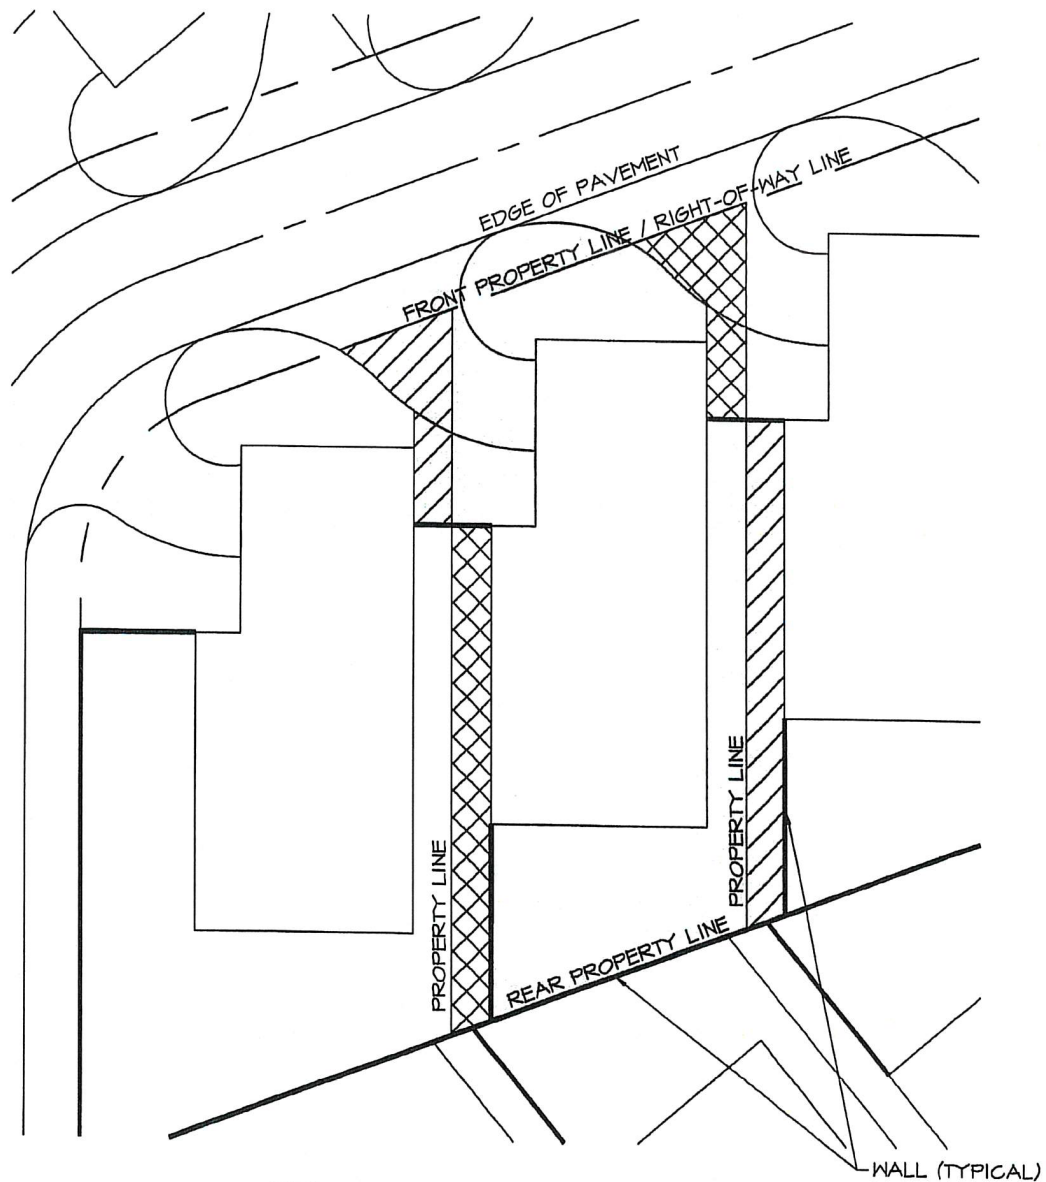 EDGE OF PAVEMENT
FRONT PROPERTY LINE / RIGHT-OF-WAY LINE
PROPERTY LINE
PROPERTY LINE
REAR PROPERTY LINE
WALL (TYPICAL)